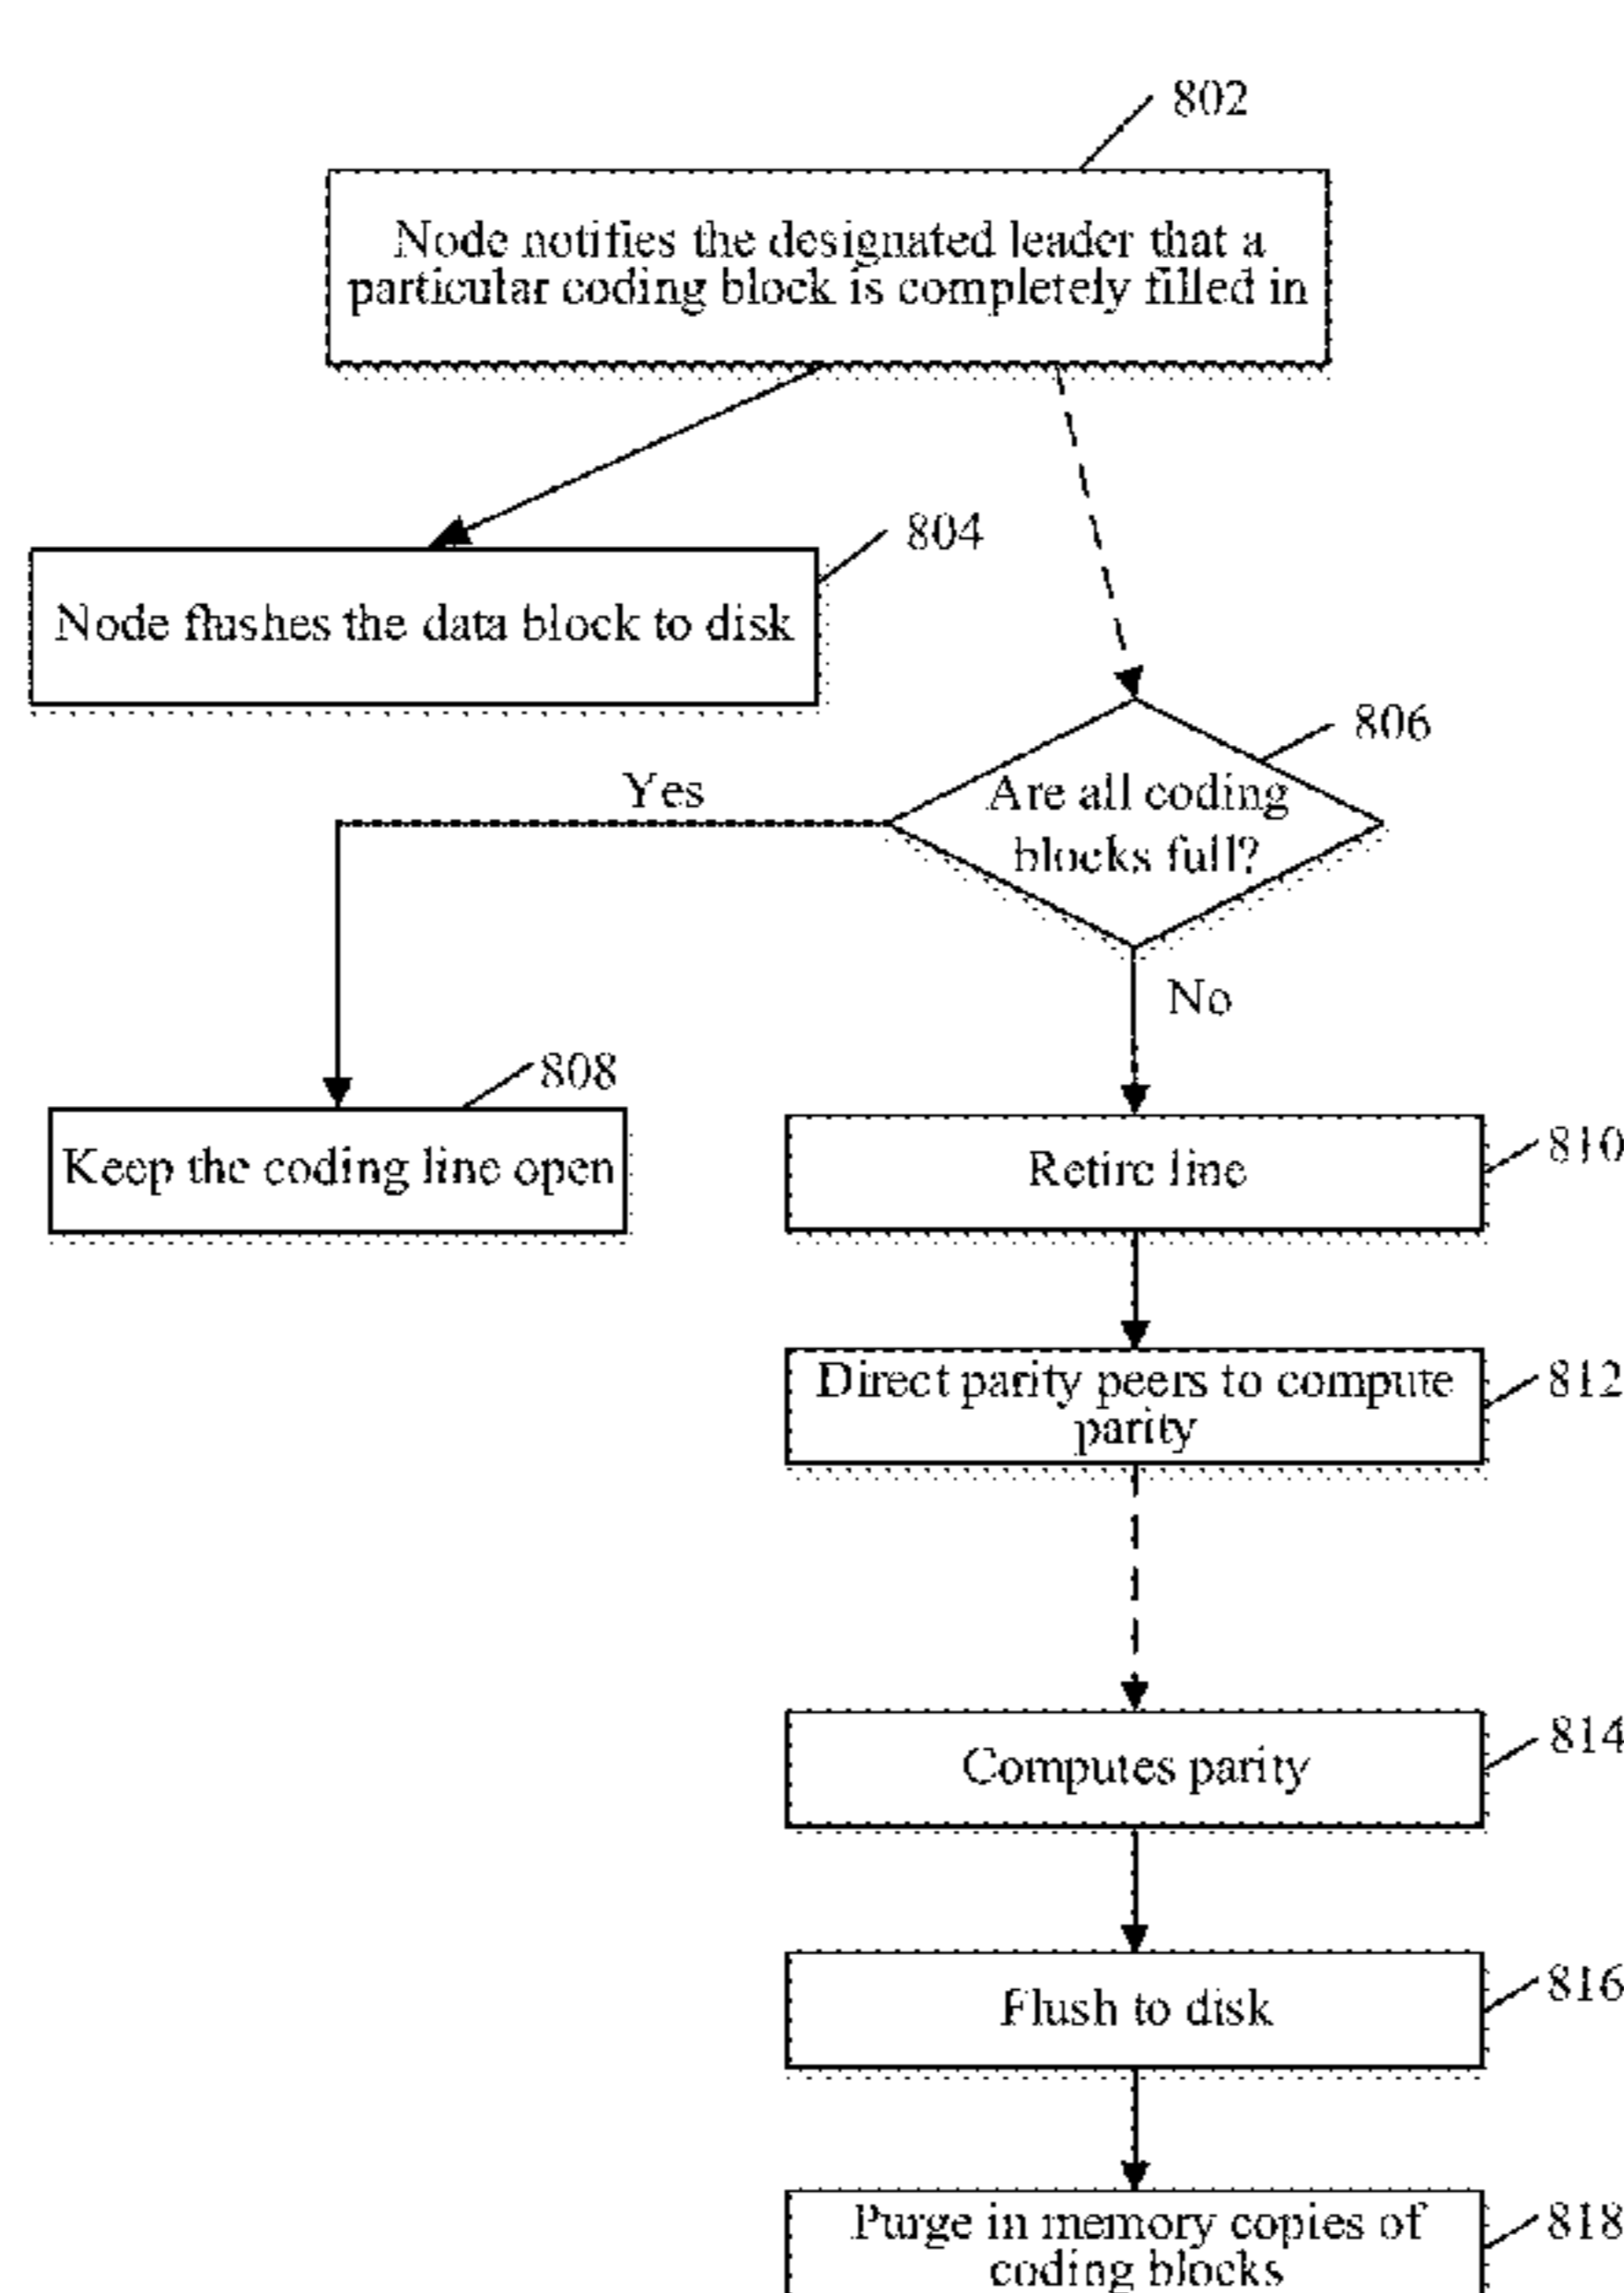 802
Node notifies the designated leader that a
particular coding block is completely filled in
804
Node flushes the data block to disk
806
Are all coding
blocks full?
Yes
No
808
Keep the coding line open
810
Retire line
812
Direct parity peers to compute
parity
814
Computes parity
816
Flush to disk
818
Purge in memory copies of
coding blocks